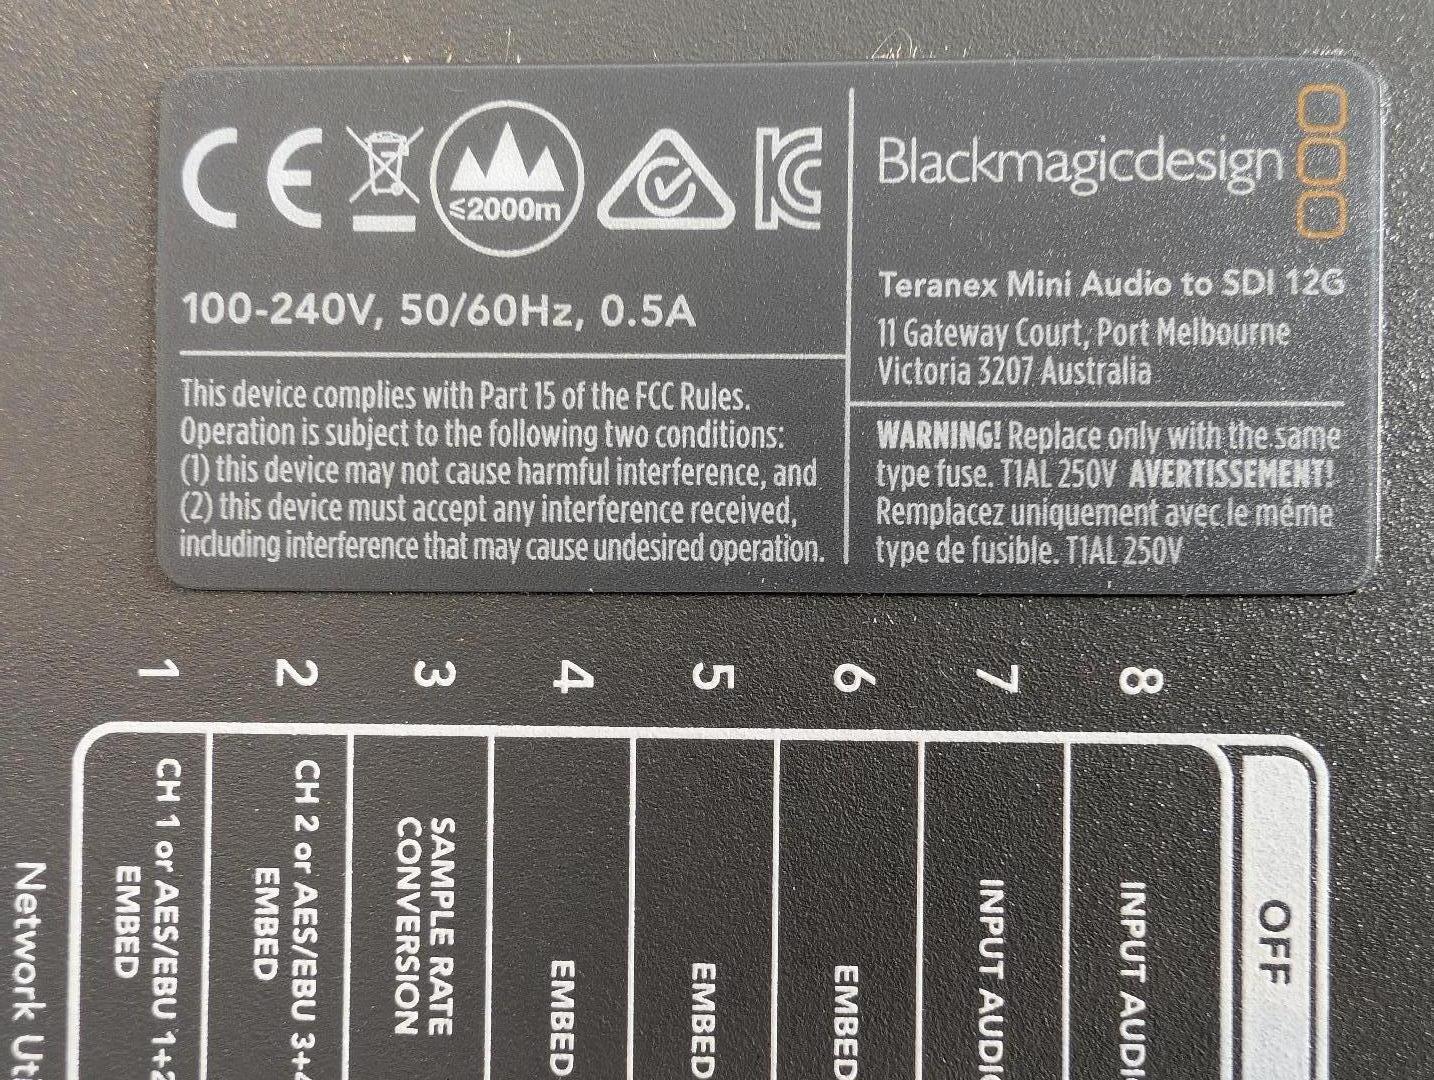 CE
≤2000m
100-240V, 50/60Hz, 0.5A
This device complies with Part 15 of the FCC Rules.
Operation is subject to the following two conditions:
(1) this device may not cause harmful interference, and
(2) this device must accept any interference received,
including interference that may cause undesired operation.
Blackmagicdesign
Teranex Mini Audio to SDI 12G
11 Gateway Court, Port Melbourne
Victoria 3207 Australia
WARNING! Replace only with the same
type fuse. T1AL 250V AVERTISSEMENT!
Remplacez uniquement avec le même
type de fusible. T1AL 250V
OFF
8
INPUT AUDIO
7
INPUT AUDIO
6
EMBED
5
EMBED
4
EMBED
3
SAMPLE RATE
CONVERSION
2
CH 2 or AES/EBU 3+4
EMBED
1
CH 1 or AES/EBU 1+2
EMBED
Network